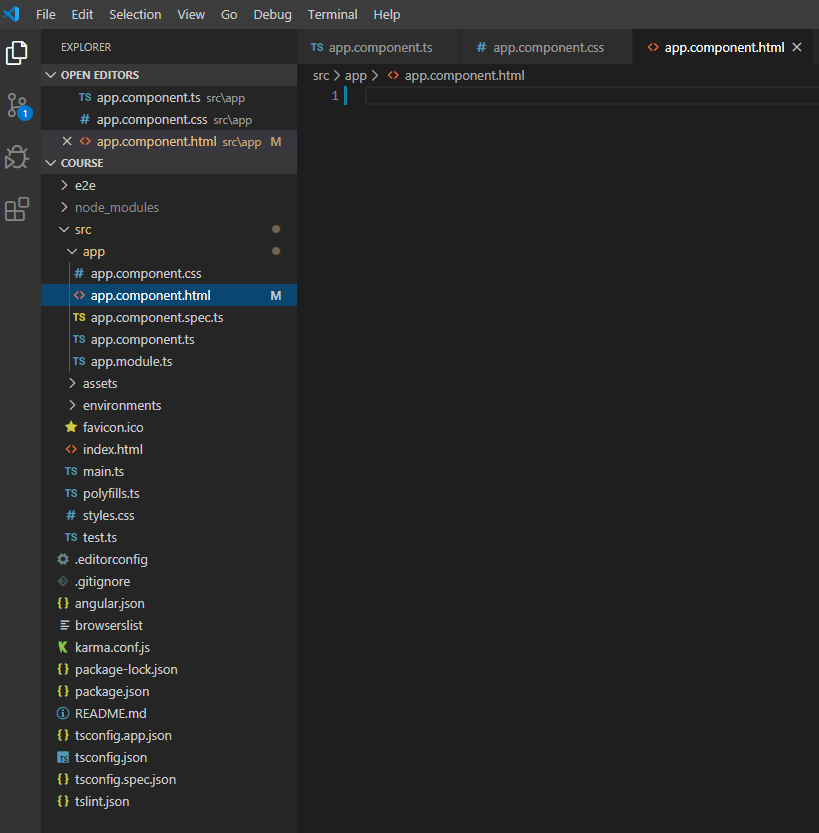 File Edit Selection View Go Debug Terminal Help
EXPLORER
OPEN EDITORS
TS app.component.ts src\app
# app.component.css src\app
<> app.component.html src\app M
COURSE
e2e
node_modules
src
app
# app.component.css
<> app.component.html M
TS app.component.spec.ts
TS app.component.ts
TS app.module.ts
assets
environments
favicon.ico
<> index.html
TS main.ts
TS polyfills.ts
# styles.css
TS test.ts
.editorconfig
.gitignore
{} angular.json
browserslist
karma.conf.js
{} package-lock.json
{} package.json
README.md
{} tsconfig.app.json
TS tsconfig.json
{} tsconfig.spec.json
{} tslint.json
1
TS app.component.ts # app.component.css <> app.component.html
src > app > <> app.component.html
1